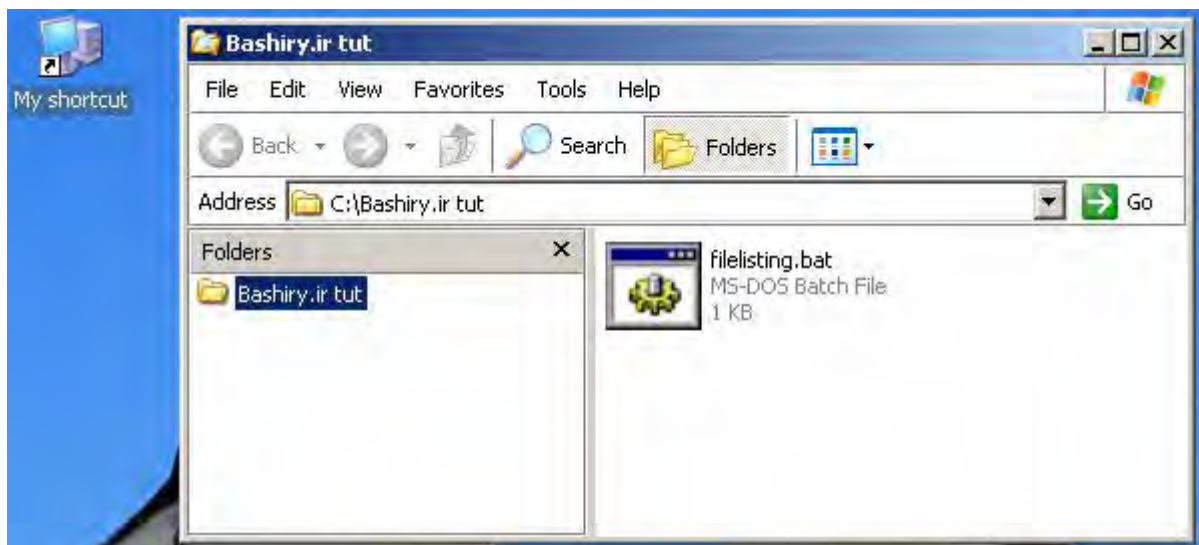 My shortcut
Bashiry.ir tut
File Edit View Favorites Tools Help
Back Search Folders
Address C:\Bashiry.ir tut Go
Folders
Bashiry.ir tut
filelisting.bat
MS-DOS Batch File
1 KB